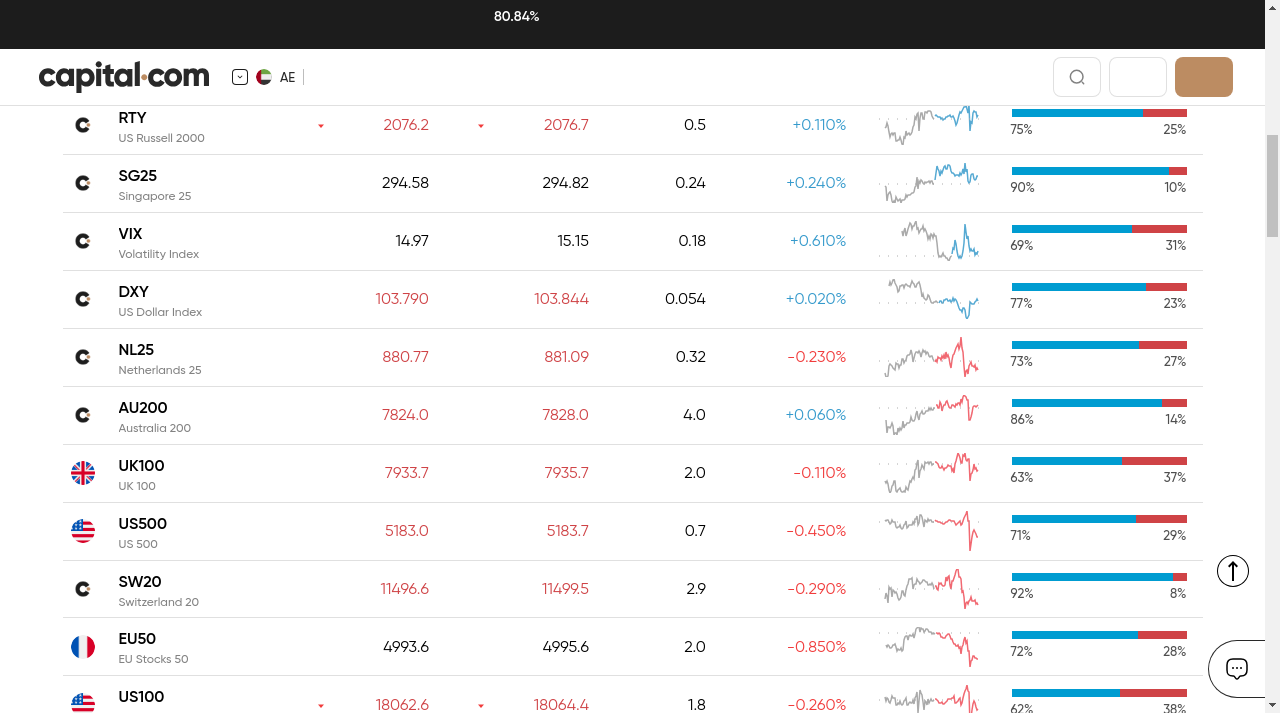 80.84%
capital.com
AE
RTY 2076.2 2076.7 0.5 +0.110% 75% 25%
US Russell 2000
SG25 294.58 294.82 0.24 +0.240% 90% 10%
Singapore 25
VIX 14.97 15.15 0.18 +0.610% 69% 31%
Volatility Index
DXY 103.790 103.844 0.054 +0.020% 77% 23%
US Dollar Index
NL25 880.77 881.09 0.32 -0.230% 73% 27%
Netherlands 25
AU200 7824.0 7828.0 4.0 +0.060% 86% 14%
Australia 200
UK100 7933.7 7935.7 2.0 -0.110% 63% 37%
UK 100
US500 5183.0 5183.7 0.7 -0.450% 71% 29%
US 500
SW20 11496.6 11499.5 2.9 -0.290% 92% 8%
Switzerland 20
EU50 4993.6 4995.6 2.0 -0.850% 72% 28%
EU Stocks 50
US100 18062.6 18064.4 1.8 -0.260% 62% 38%